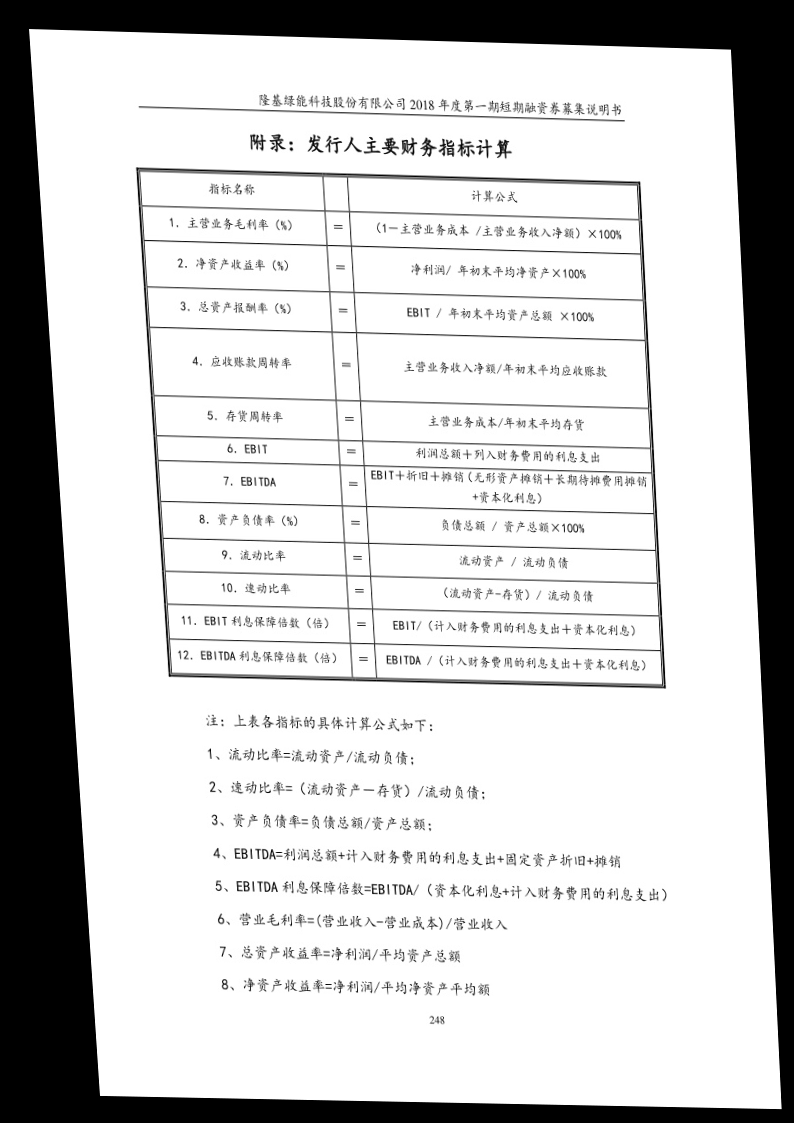 隆基绿能科技股份有限公司 2018 年度第一期短期融资券募集说明书
附录：发行人主要财务指标计算
指标名称 计算公式
1．主营业务毛利率（%） ＝ （1－主营业务成本 /主营业务收入净额）×100%
2．净资产收益率（%） ＝ 净利润/ 年初末平均净资产×100%
3．总资产报酬率（%） ＝ EBIT / 年初末平均资产总额 ×100%
4．应收账款周转率 ＝ 主营业务收入净额/年初末平均应收账款
5．存货周转率 ＝ 主营业务成本/年初末平均存货
6．EBIT ＝ 利润总额＋列入财务费用的利息支出
7．EBITDA ＝ EBIT＋折旧＋摊销(无形资产摊销＋长期待摊费用摊销
+资本化利息）
8．资产负债率（%） ＝ 负债总额 / 资产总额×100%
9．流动比率 ＝ 流动资产 / 流动负债
10．速动比率 ＝ （流动资产-存货）/ 流动负债
11．EBIT 利息保障倍数（倍） ＝ EBIT/（计入财务费用的利息支出＋资本化利息）
12．EBITDA 利息保障倍数（倍） ＝ EBITDA /（计入财务费用的利息支出＋资本化利息）
注：上表各指标的具体计算公式如下：
1、流动比率=流动资产/流动负债；
2、速动比率=（流动资产－存货）/流动负债；
3、资产负债率=负债总额/资产总额；
4、EBITDA=利润总额+计入财务费用的利息支出+固定资产折旧+摊销
5、EBITDA 利息保障倍数=EBITDA/（资本化利息+计入财务费用的利息支出）
6、营业毛利率=(营业收入-营业成本)/营业收入
7、总资产收益率=净利润/平均资产总额
8、净资产收益率=净利润/平均净资产平均额
248